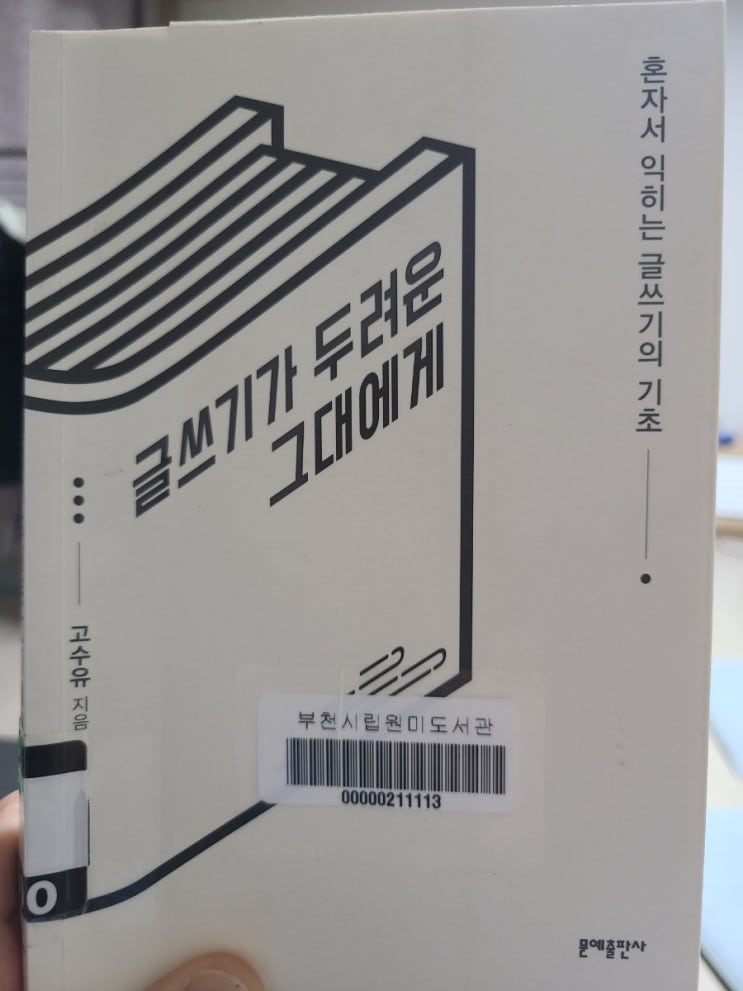 혼자서 익히는 글쓰기의 기초
글쓰기가 두려운
그대에게
고수유 지음
부천시립원미도서관
00000211113
0
문예출판사